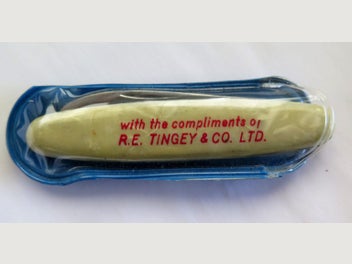 with the compliments of
R.E. TINGEY & CO. LTD.